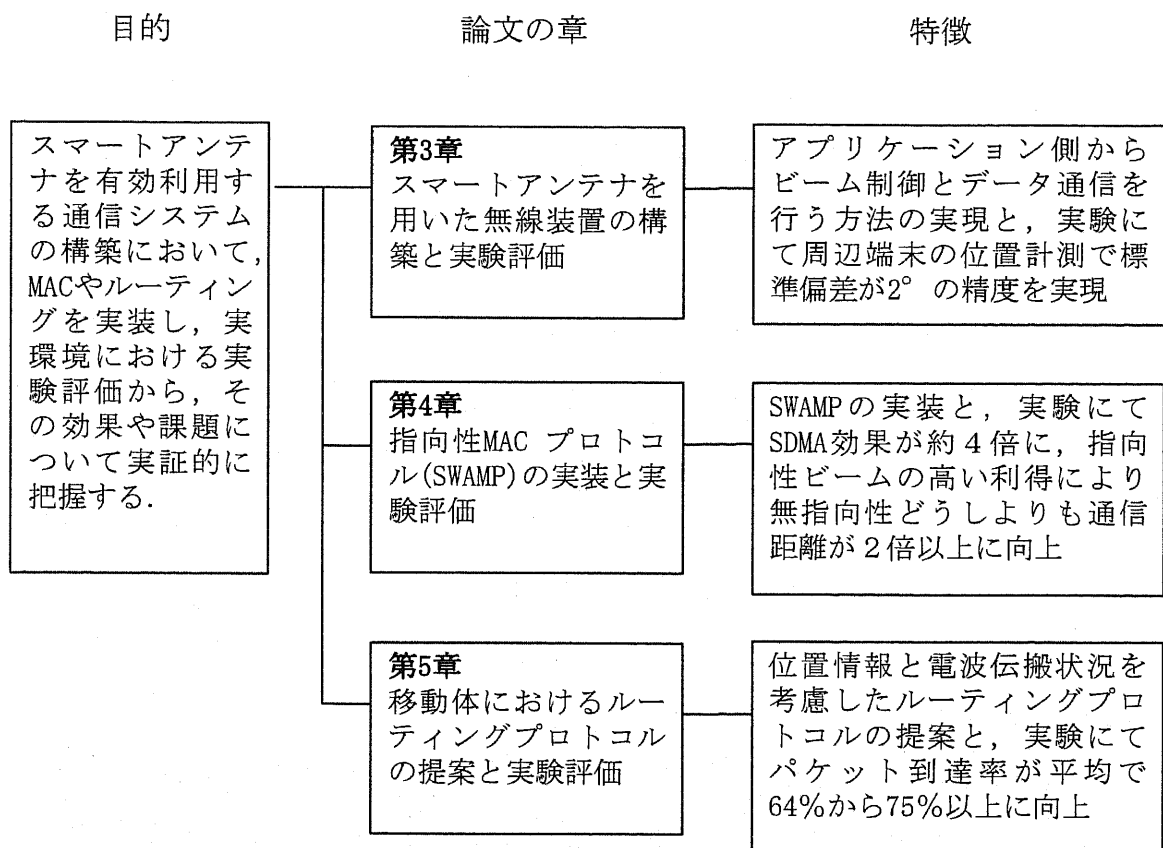 目的
論文の章
特徴
スマートアンテ
ナを有効利用す
る通信システム
の構築において,
MACやルーティン
グを実装し，実
環境における実
験評価から，そ
の効果や課題に
ついて実証的に
把握する.
第3章
スマートアンテナを
用いた無線装置の構
築と実験評価
アプリケーション側から
ビーム制御とデータ通信を
行う方法の実現と，実験に
て周辺端末の位置計測で標
準偏差が2°の精度を実現
第4章
指向性MAC プロトコ
ル(SWAMP)の実装と実
験評価
SWAMPの実装と，実験にて
SDMA効果が約４倍に，指向
性ビームの高い利得により
無指向性どうしよりも通信
距離が２倍以上に向上
第5章
移動体におけるルー
ティングプロトコル
の提案と実験評価
位置情報と電波伝搬状況を
考慮したルーティングプロ
トコルの提案と，実験にて
パケット到達率が平均で
64%から75%以上に向上